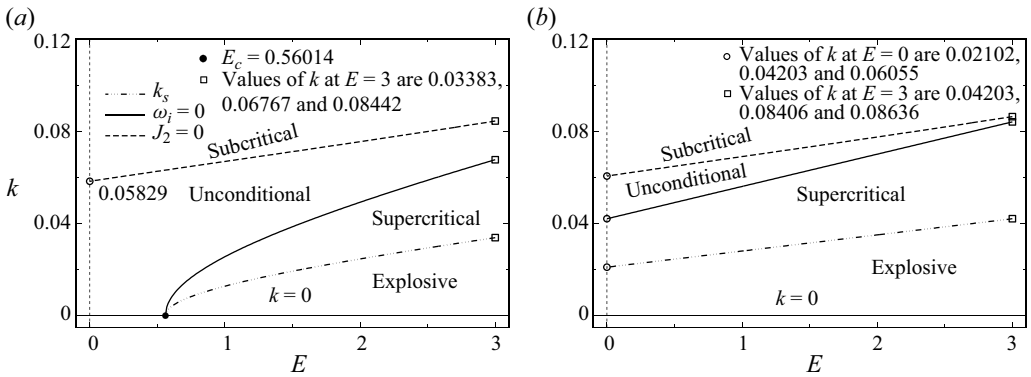 (a)
0.12
E_c = 0.56014
Values of k at E = 3 are 0.03383,
0.06767 and 0.08442
k_s
ω_i = 0
J_2 = 0
0.08
Subcritical
k
0.05829
Unconditional
0.04
Supercritical
Explosive
k = 0
0
0 1 2 3
E
(b)
0.12
Values of k at E = 0 are 0.02102,
0.04203 and 0.06055
Values of k at E = 3 are 0.04203,
0.08406 and 0.08636
0.08
Subcritical
Unconditional
Supercritical
0.04
Explosive
k = 0
0
0 1 2 3
E